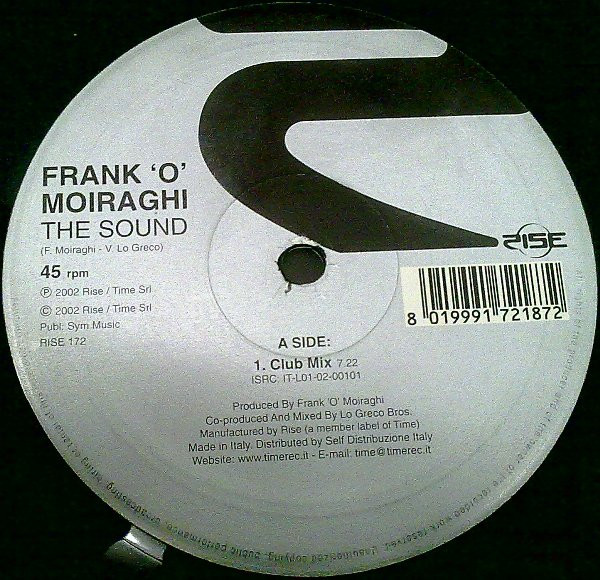 FRANK 'O'
MOIRAGHI
THE SOUND
(F. Moiraghi - V. Lo Greco)
45 rpm
℗ 2002 Rise / Time Srl
© 2002 Rise / Time Srl
Publ: Sym Music
RISE 172
RISE
8 019991 721872
A SIDE:
1. Club Mix 7.22
ISRC: IT-L01-02-00101
Produced By Frank 'O' Moiraghi
Co-produced And Mixed By Lo Greco Bros.
Manufactured by Rise (a member label of Time)
Made in Italy. Distributed by Self Distribuzione Italy
Website: www.timerec.it - E-mail: time@timerec.it